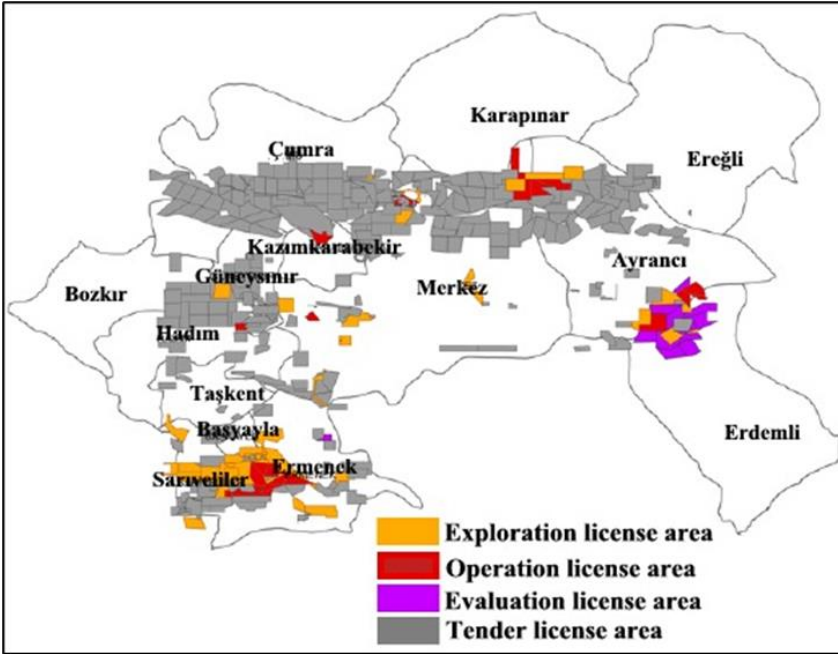 Karapınar
Çumra
Ereğli
Kazımkarabekir
Ayrancı
Güneysınır
Merkez
Bozkır
Hadım
Taşkent
Başyayla
Erdemli
Ermenek
Sarıveliler
Exploration license area
Operation license area
Evaluation license area
Tender license area